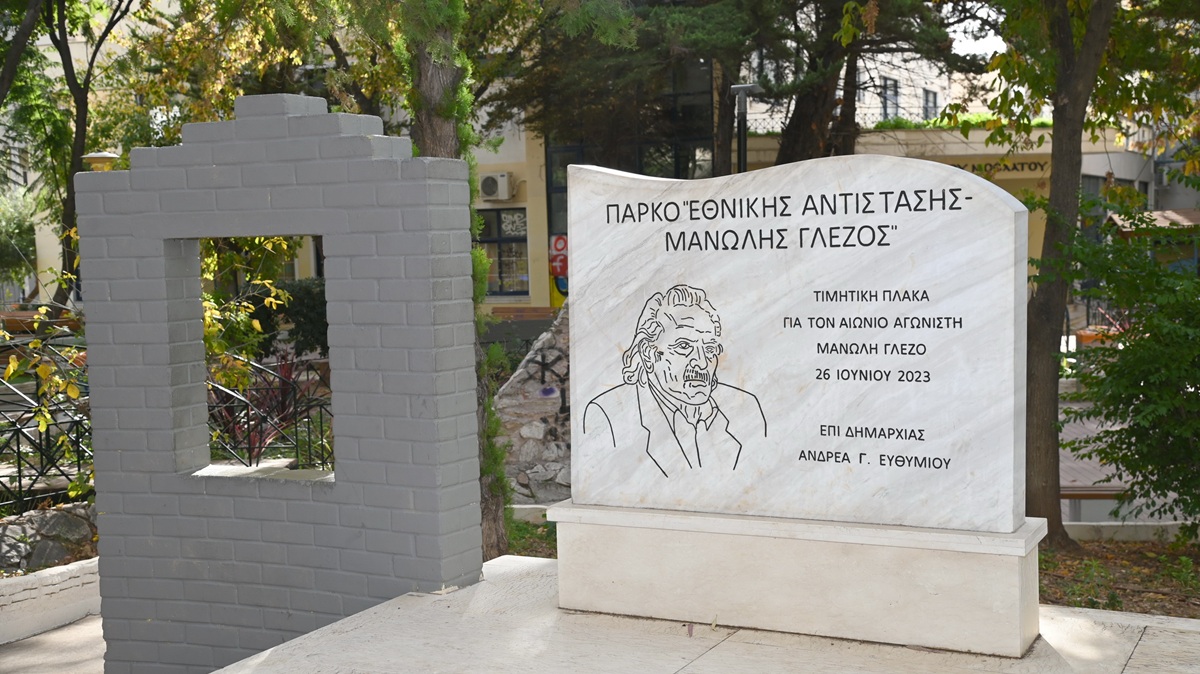 ΠΑΡΚΟ "ΕΘΝΙΚΗΣ ΑΝΤΙΣΤΑΣΗΣ-
ΜΑΝΩΛΗΣ ΓΛΕΖΟΣ"
ΤΙΜΗΤΙΚΗ ΠΛΑΚΑ
ΓΙΑ ΤΟΝ ΑΙΩΝΙΟ ΑΓΩΝΙΣΤΗ
ΜΑΝΩΛΗ ΓΛΕΖΟ
26 ΙΟΥΝΙΟΥ 2023
ΕΠΙ ΔΗΜΑΡΧΙΑΣ
ΑΝΔΡΕΑ Γ. ΕΥΘΥΜΙΟΥ
ΜΟΣΧΑΤΟΥ